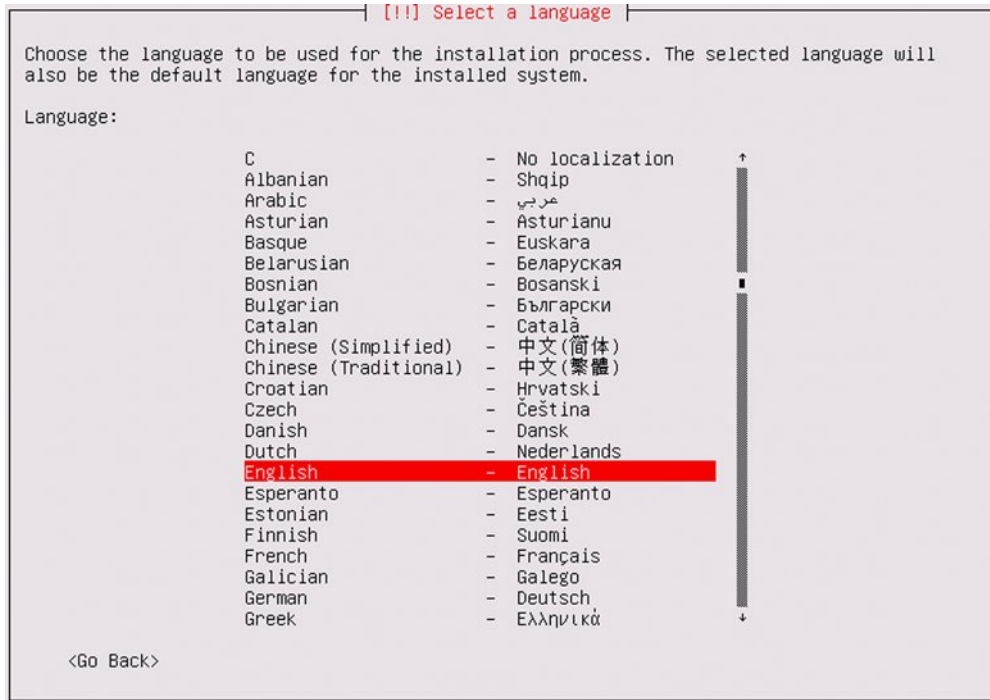 [!!] Select a language
Choose the language to be used for the installation process. The selected language will
also be the default language for the installed system.
Language:
C - No localization
Albanian - Shqip
Arabic - عربي
Asturian - Asturianu
Basque - Euskara
Belarusian - Беларуская
Bosnian - Bosanski
Bulgarian - Български
Catalan - Català
Chinese (Simplified) - 中文(简体)
Chinese (Traditional) - 中文(繁體)
Croatian - Hrvatski
Czech - Čeština
Danish - Dansk
Dutch - Nederlands
English - English
Esperanto - Esperanto
Estonian - Eesti
Finnish - Suomi
French - Français
Galician - Galego
German - Deutsch
Greek - Ελληνικά
<Go Back>